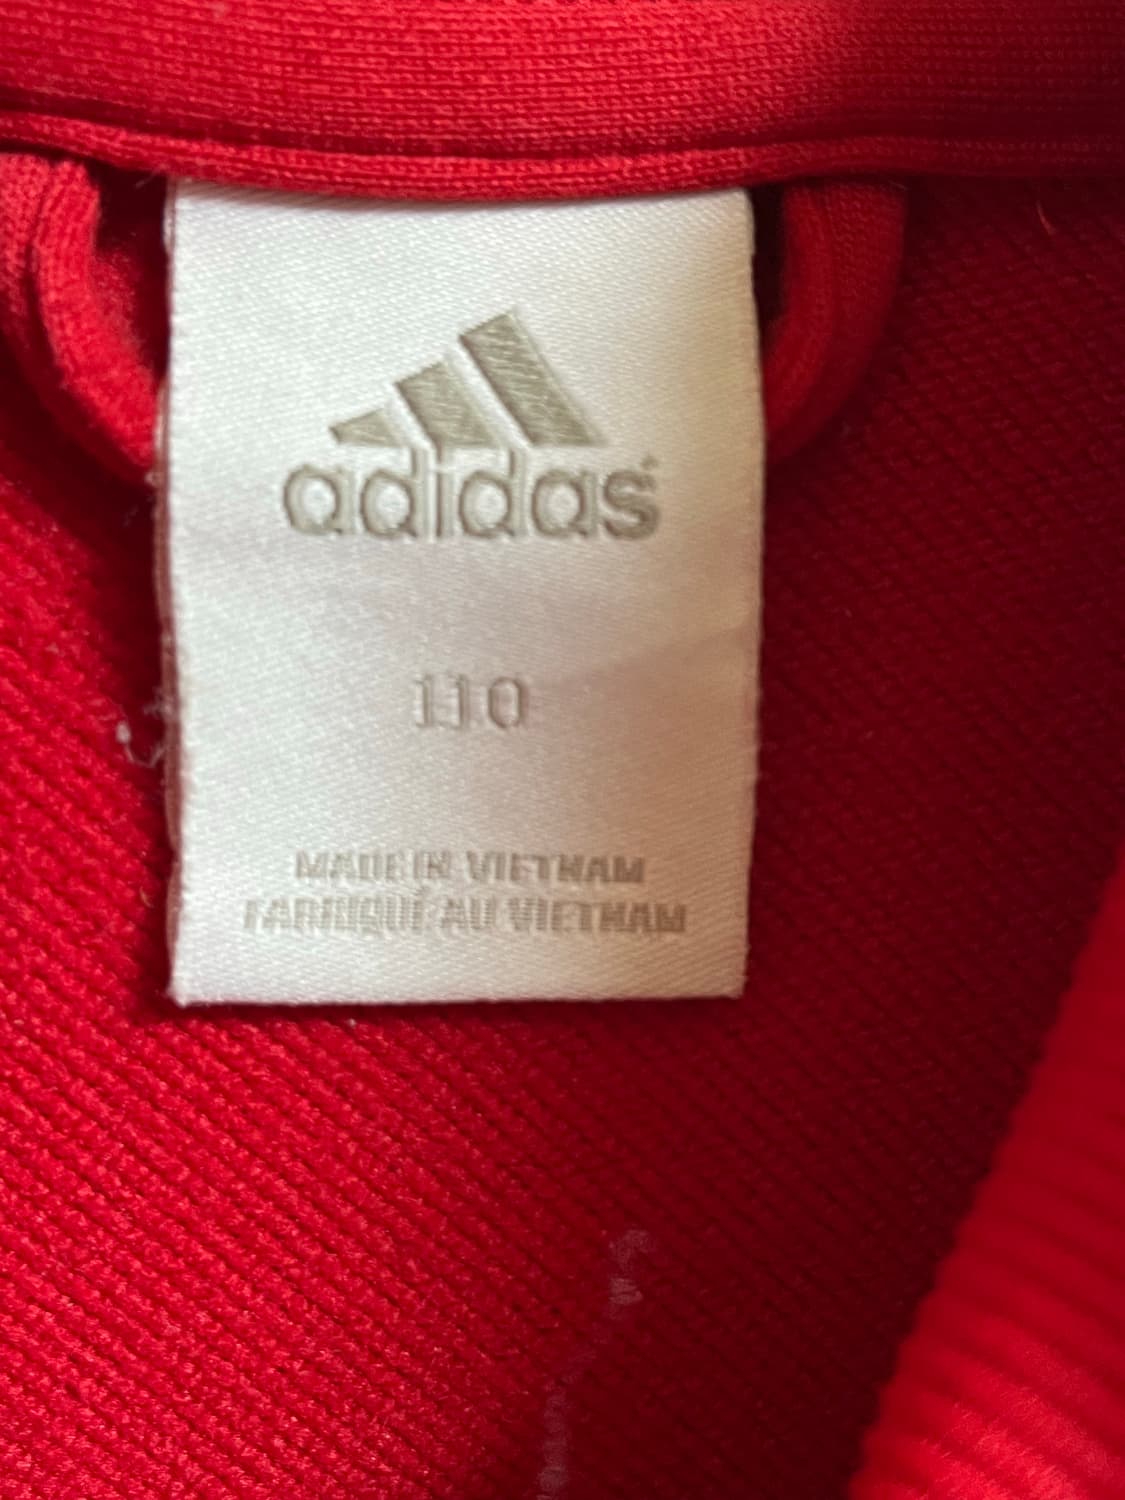 adidas
110
MADE IN VIETNAM
FABRIQUÉ AU VIETNAM